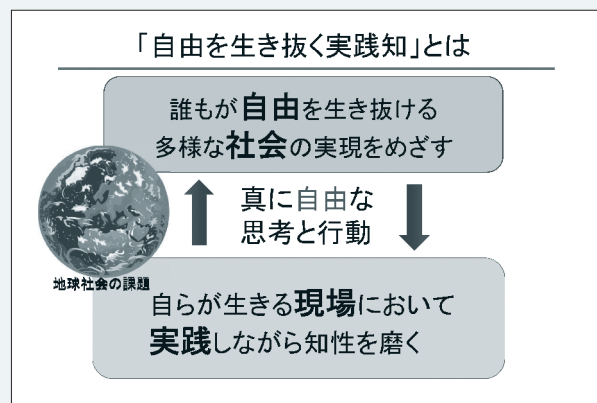 「自由を生き抜く実践知」とは
誰もが自由を生き抜ける
多様な社会の実現をめざす
真に自由な
思考と行動
地球社会の課題
自らが生きる現場において
実践しながら知性を磨く